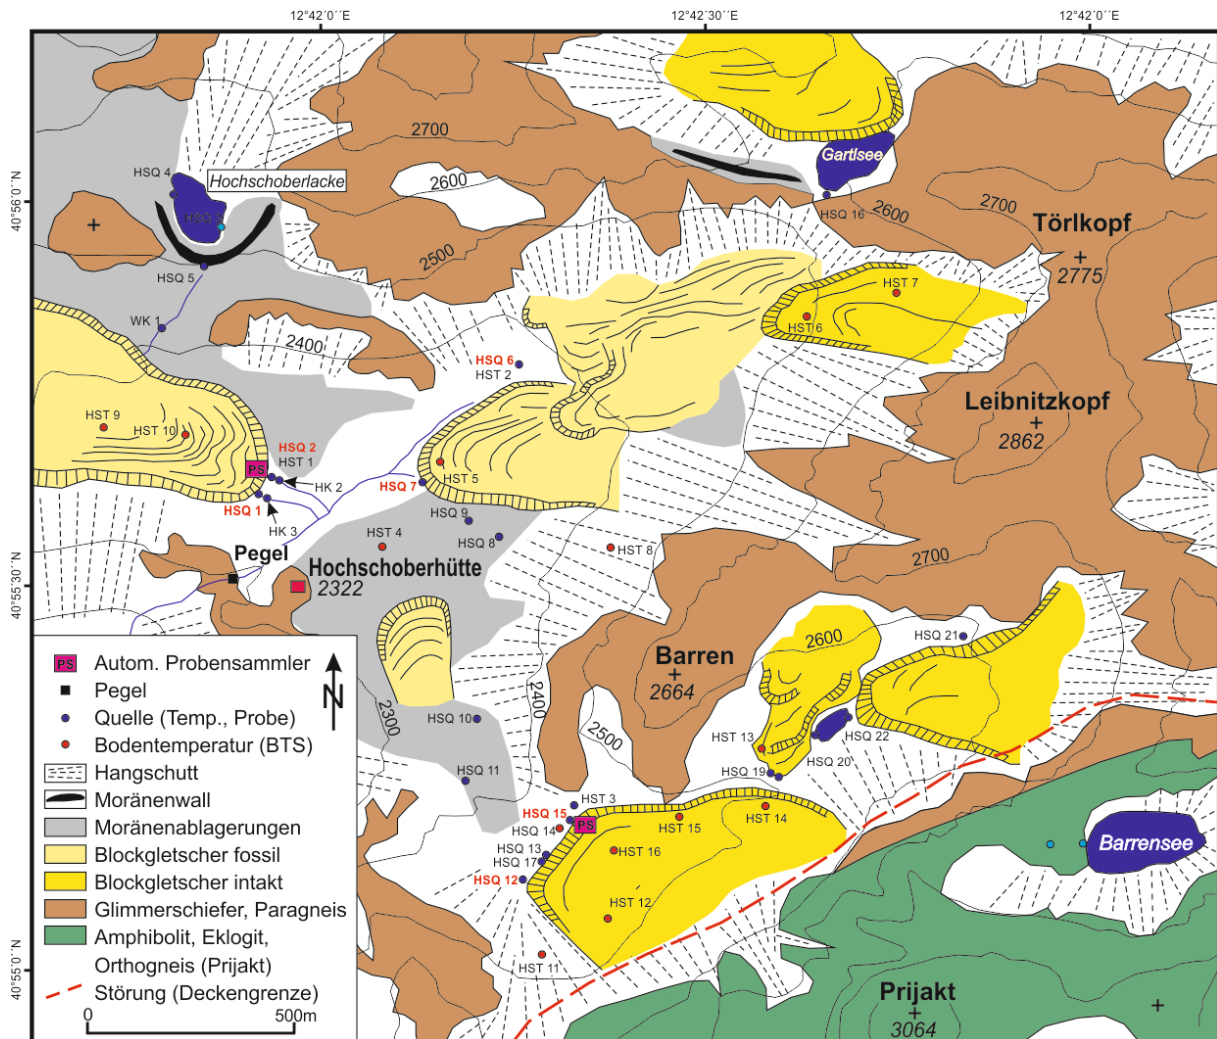 12°42´0´´E
12°42´30´´E
12°42´0´´E
40°56´0´´N
40°55´30´´N
40°55´0´´N
2700
Gartlsee
HSQ 4
Hochschoberlacke
2600
HSQ 3
HSQ 16
2600
2700
Törlkopf
2775
2500
HSQ 5
HST 7
WK 1
HST 6
2400
HSQ 6
HST 2
Leibnitzkopf
2862
HST 9
HST 10
HSQ 2
HST 1
PS
HK 2
HST 5
HSQ 7
HSQ 1
HK 3
HSQ 9
HST 4
HSQ 8
HST 8
Pegel
Hochschoberhütte
2322
2700
2600
HSQ 21
Barren
2664
2400
2300
HSQ 10
2500
HST 13
HSQ 22
HSQ 20
HSQ 19
HSQ 11
HST 3
HSQ 15
PS
HSQ 14
HST 15
HST 14
HSQ 13
HSQ 17
HST 16
HSQ 12
HST 12
HST 11
Barrensee
Prijakt
3064
PS Autom. Probensammler
N
Pegel
Quelle (Temp., Probe)
Bodentemperatur (BTS)
Hangschutt
Moränenwall
Moränenablagerungen
Blockgletscher fossil
Blockgletscher intakt
Glimmerschiefer, Paragneis
Amphibolit, Eklogit,
Orthogneis (Prijakt)
Störung (Deckengrenze)
0 500m